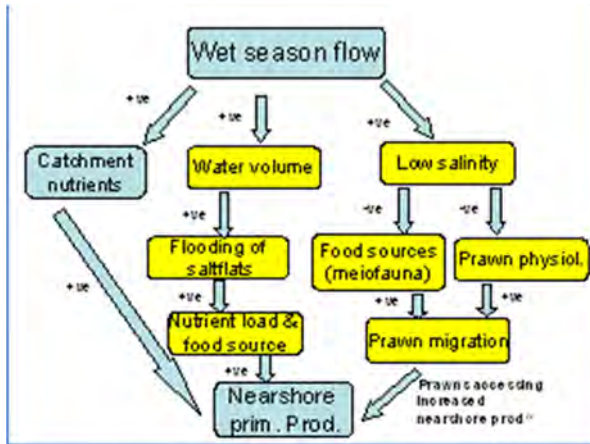 Wet season flow
+ve
+ve
+ve
Catchment
nutrients
Water volume
Low salinity
+ve
-ve
-ve
Flooding of
saltflats
Food sources
(meiofauna)
Prawn physiol.
+ve
+ve
+ve
+ve
Nutrient load &
food source
Prawn migration
+ve
Nearshore
prim. Prod.
Prawns accessing
increased
nearshore prod